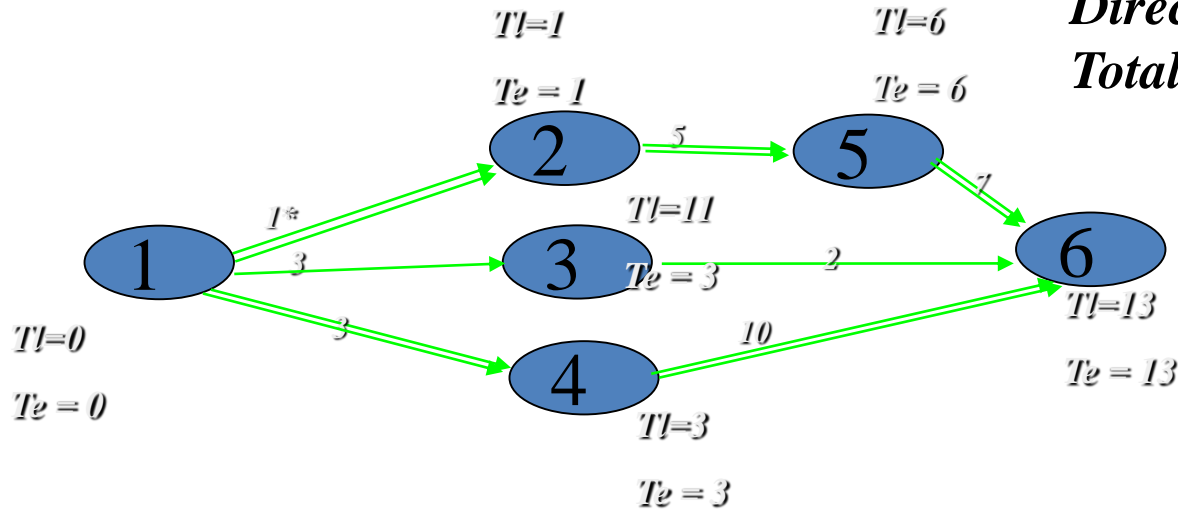 Tl=1
Te = 1
Tl=6
Te = 6
Total
2
5
5
7
1*
1
3
3
Tl=11
Te = 3
2
6
Tl=13
Te = 13
3
10
4
Tl=3
Te = 3
Tl=0
Te = 0